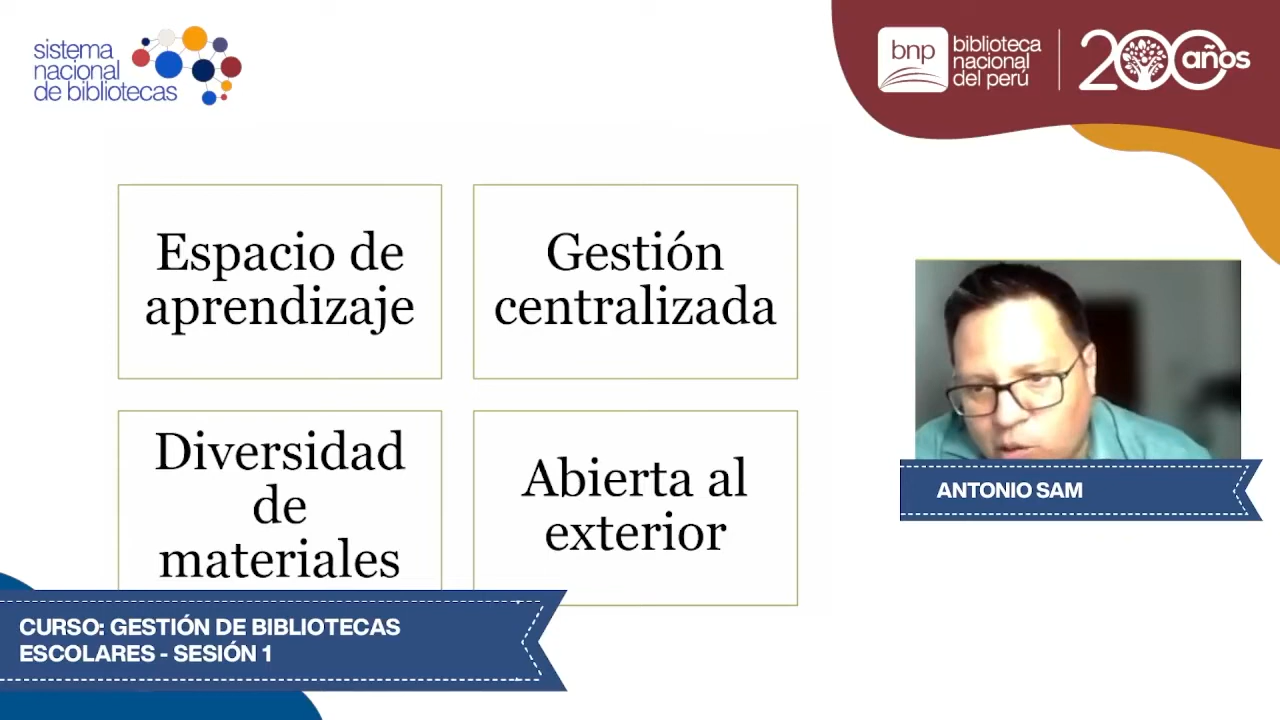 sistema
nacional
de bibliotecas
bnp
biblioteca
nacional
del perú
200 años
Espacio de
aprendizaje
Gestión
centralizada
Diversidad
de
materiales
Abierta al
exterior
ANTONIO SAM
CURSO: GESTIÓN DE BIBLIOTECAS
ESCOLARES - SESIÓN 1